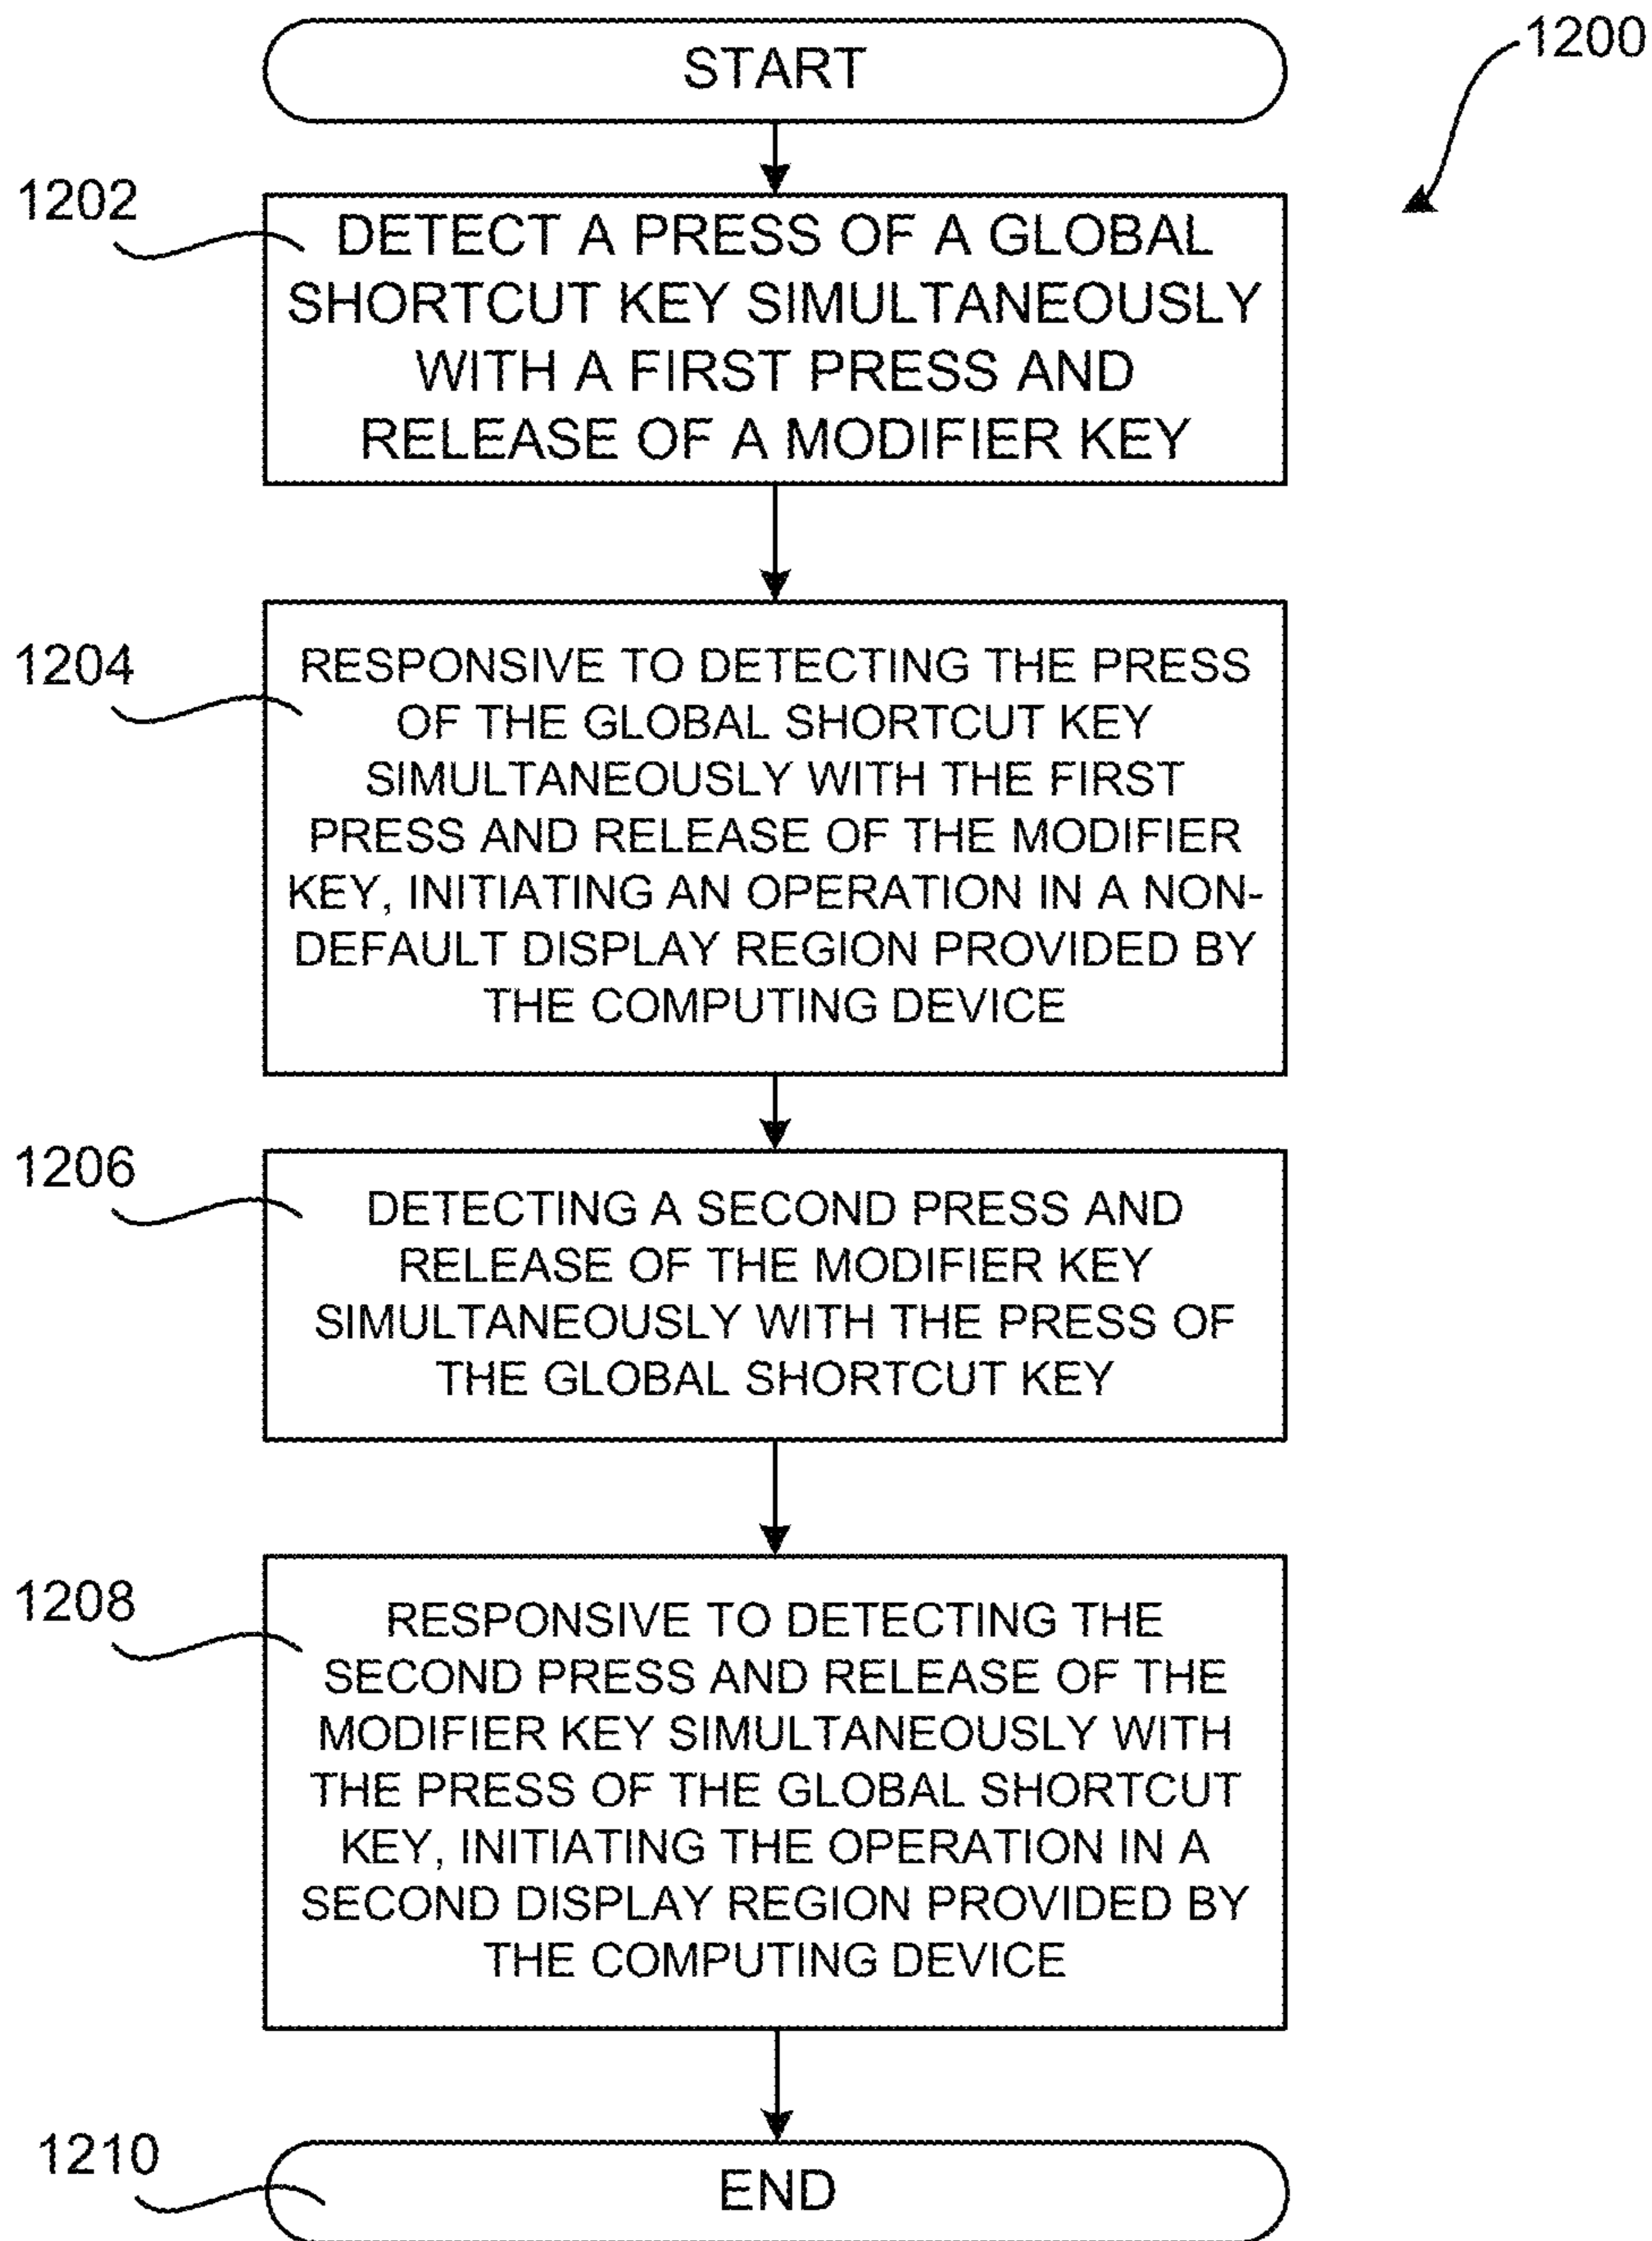 START
1200
1202
DETECT A PRESS OF A GLOBAL
SHORTCUT KEY SIMULTANEOUSLY
WITH A FIRST PRESS AND
RELEASE OF A MODIFIER KEY
1204
RESPONSIVE TO DETECTING THE PRESS
OF THE GLOBAL SHORTCUT KEY
SIMULTANEOUSLY WITH THE FIRST
PRESS AND RELEASE OF THE MODIFIER
KEY, INITIATING AN OPERATION IN A NON-
DEFAULT DISPLAY REGION PROVIDED BY
THE COMPUTING DEVICE
1206
DETECTING A SECOND PRESS AND
RELEASE OF THE MODIFIER KEY
SIMULTANEOUSLY WITH THE PRESS OF
THE GLOBAL SHORTCUT KEY
1208
RESPONSIVE TO DETECTING THE
SECOND PRESS AND RELEASE OF THE
MODIFIER KEY SIMULTANEOUSLY WITH
THE PRESS OF THE GLOBAL SHORTCUT
KEY, INITIATING THE OPERATION IN A
SECOND DISPLAY REGION PROVIDED BY
THE COMPUTING DEVICE
1210
END